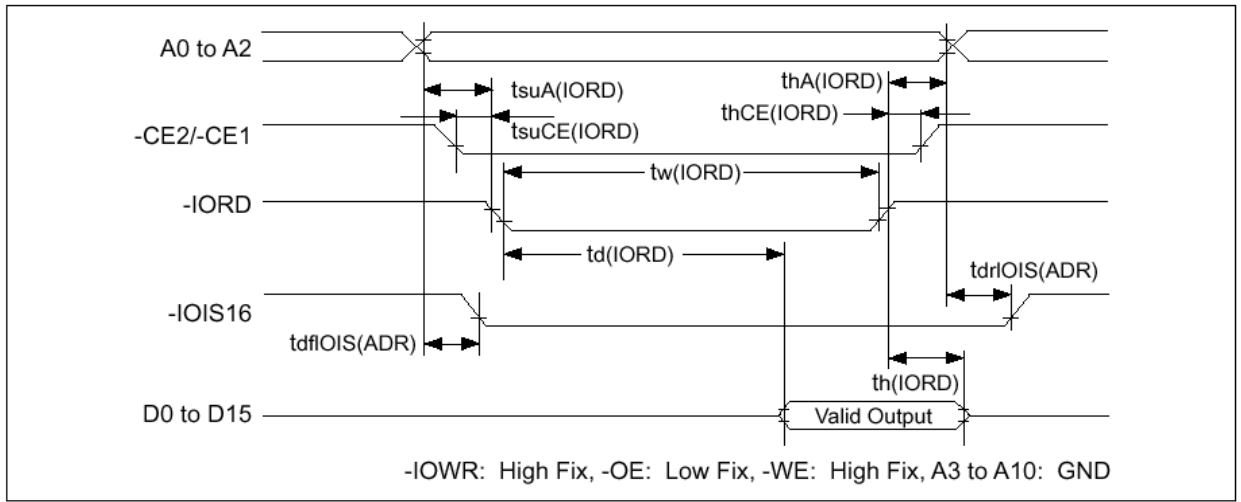 A0 to A2
tsuA(IORD)
thA(IORD)
thCE(IORD)
-CE2/-CE1
tsuCE(IORD)
tw(IORD)
-IORD
td(IORD)
tdrIOIS(ADR)
-IOIS16
tdfIOIS(ADR)
th(IORD)
D0 to D15
Valid Output
-IOWR: High Fix, -OE: Low Fix, -WE: High Fix, A3 to A10: GND